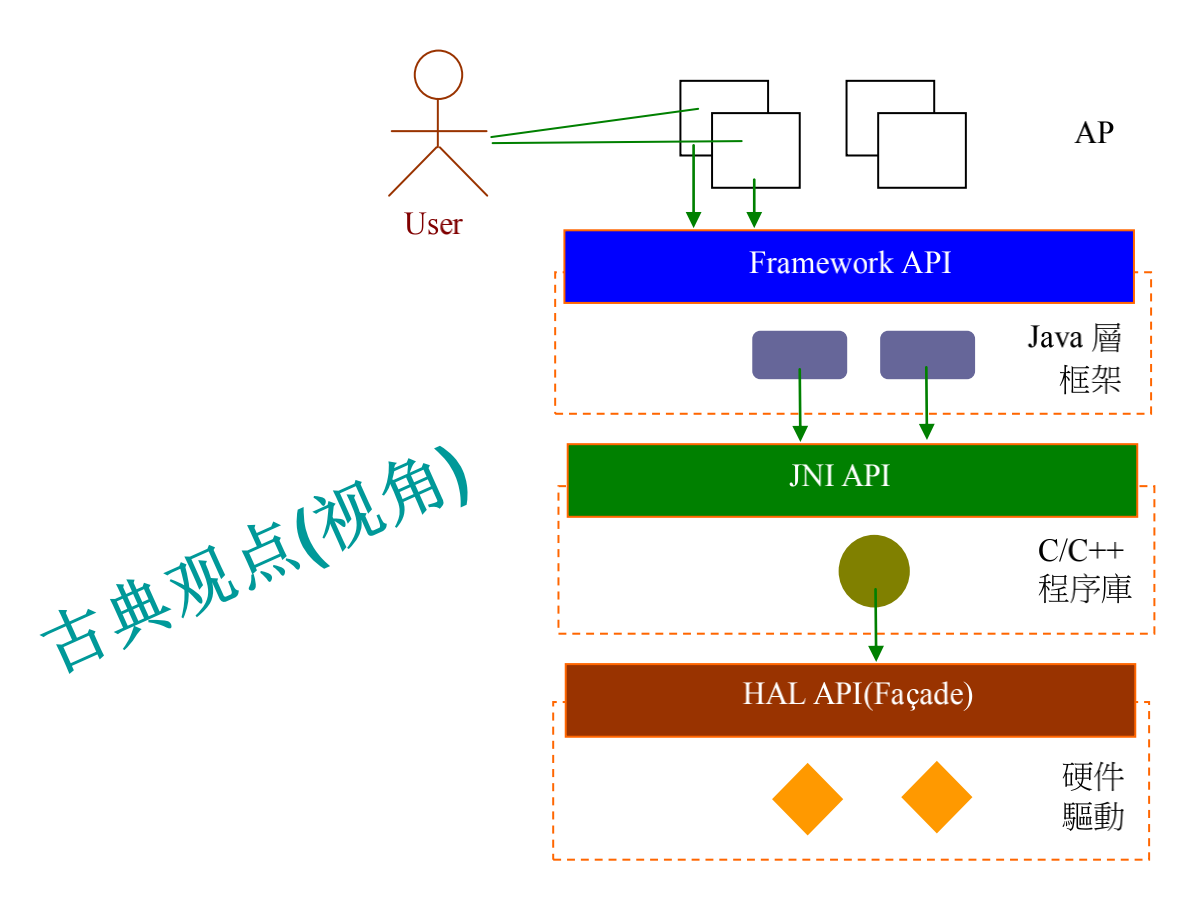 AP
User
Framework API
Java 層
框架
JNI API
古典观点(视角)
C/C++
程序庫
HAL API(Façade)
硬件
驅動